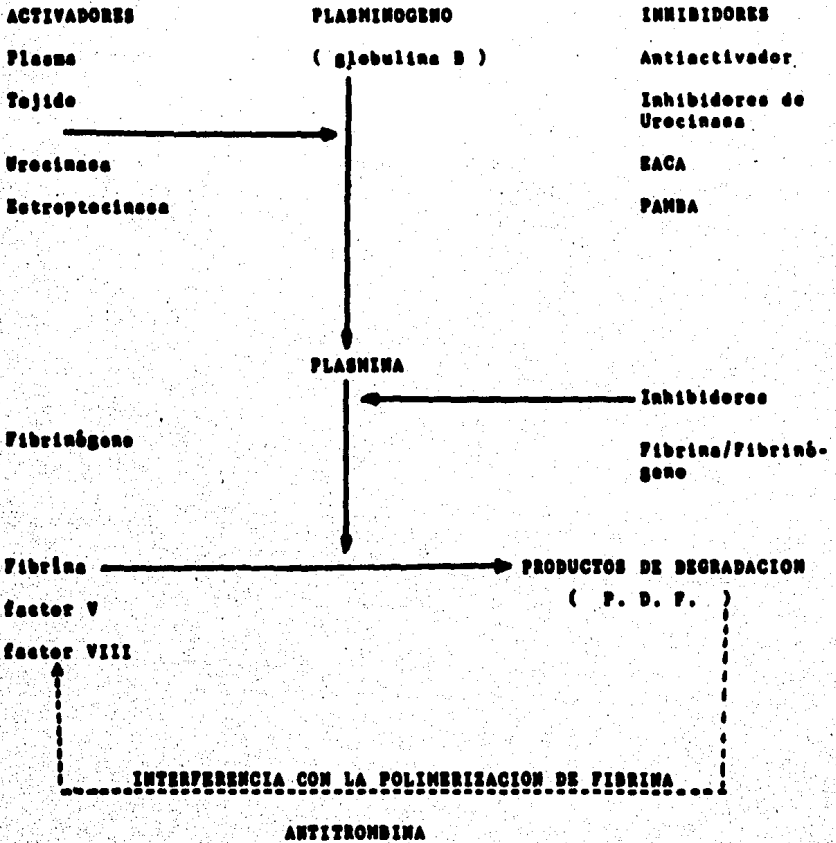 ACTIVADORES PLASMINOGENO INHIBIDORES
Plasma ( globulina B ) Antiactivador
Tejido Inhibidores de
Urocinasa
Urocinasa EACA
Estreptocinasa PAMBA
PLASMINA
Inhibidores
Fibrinógeno Fibrina/Fibrinó-
geno
Fibrina PRODUCTOS DE DEGRADACION
factor V ( P. D. F. )
factor VIII
INTERFERENCIA CON LA POLIMERIZACION DE FIBRINA
ANTITROMBINA